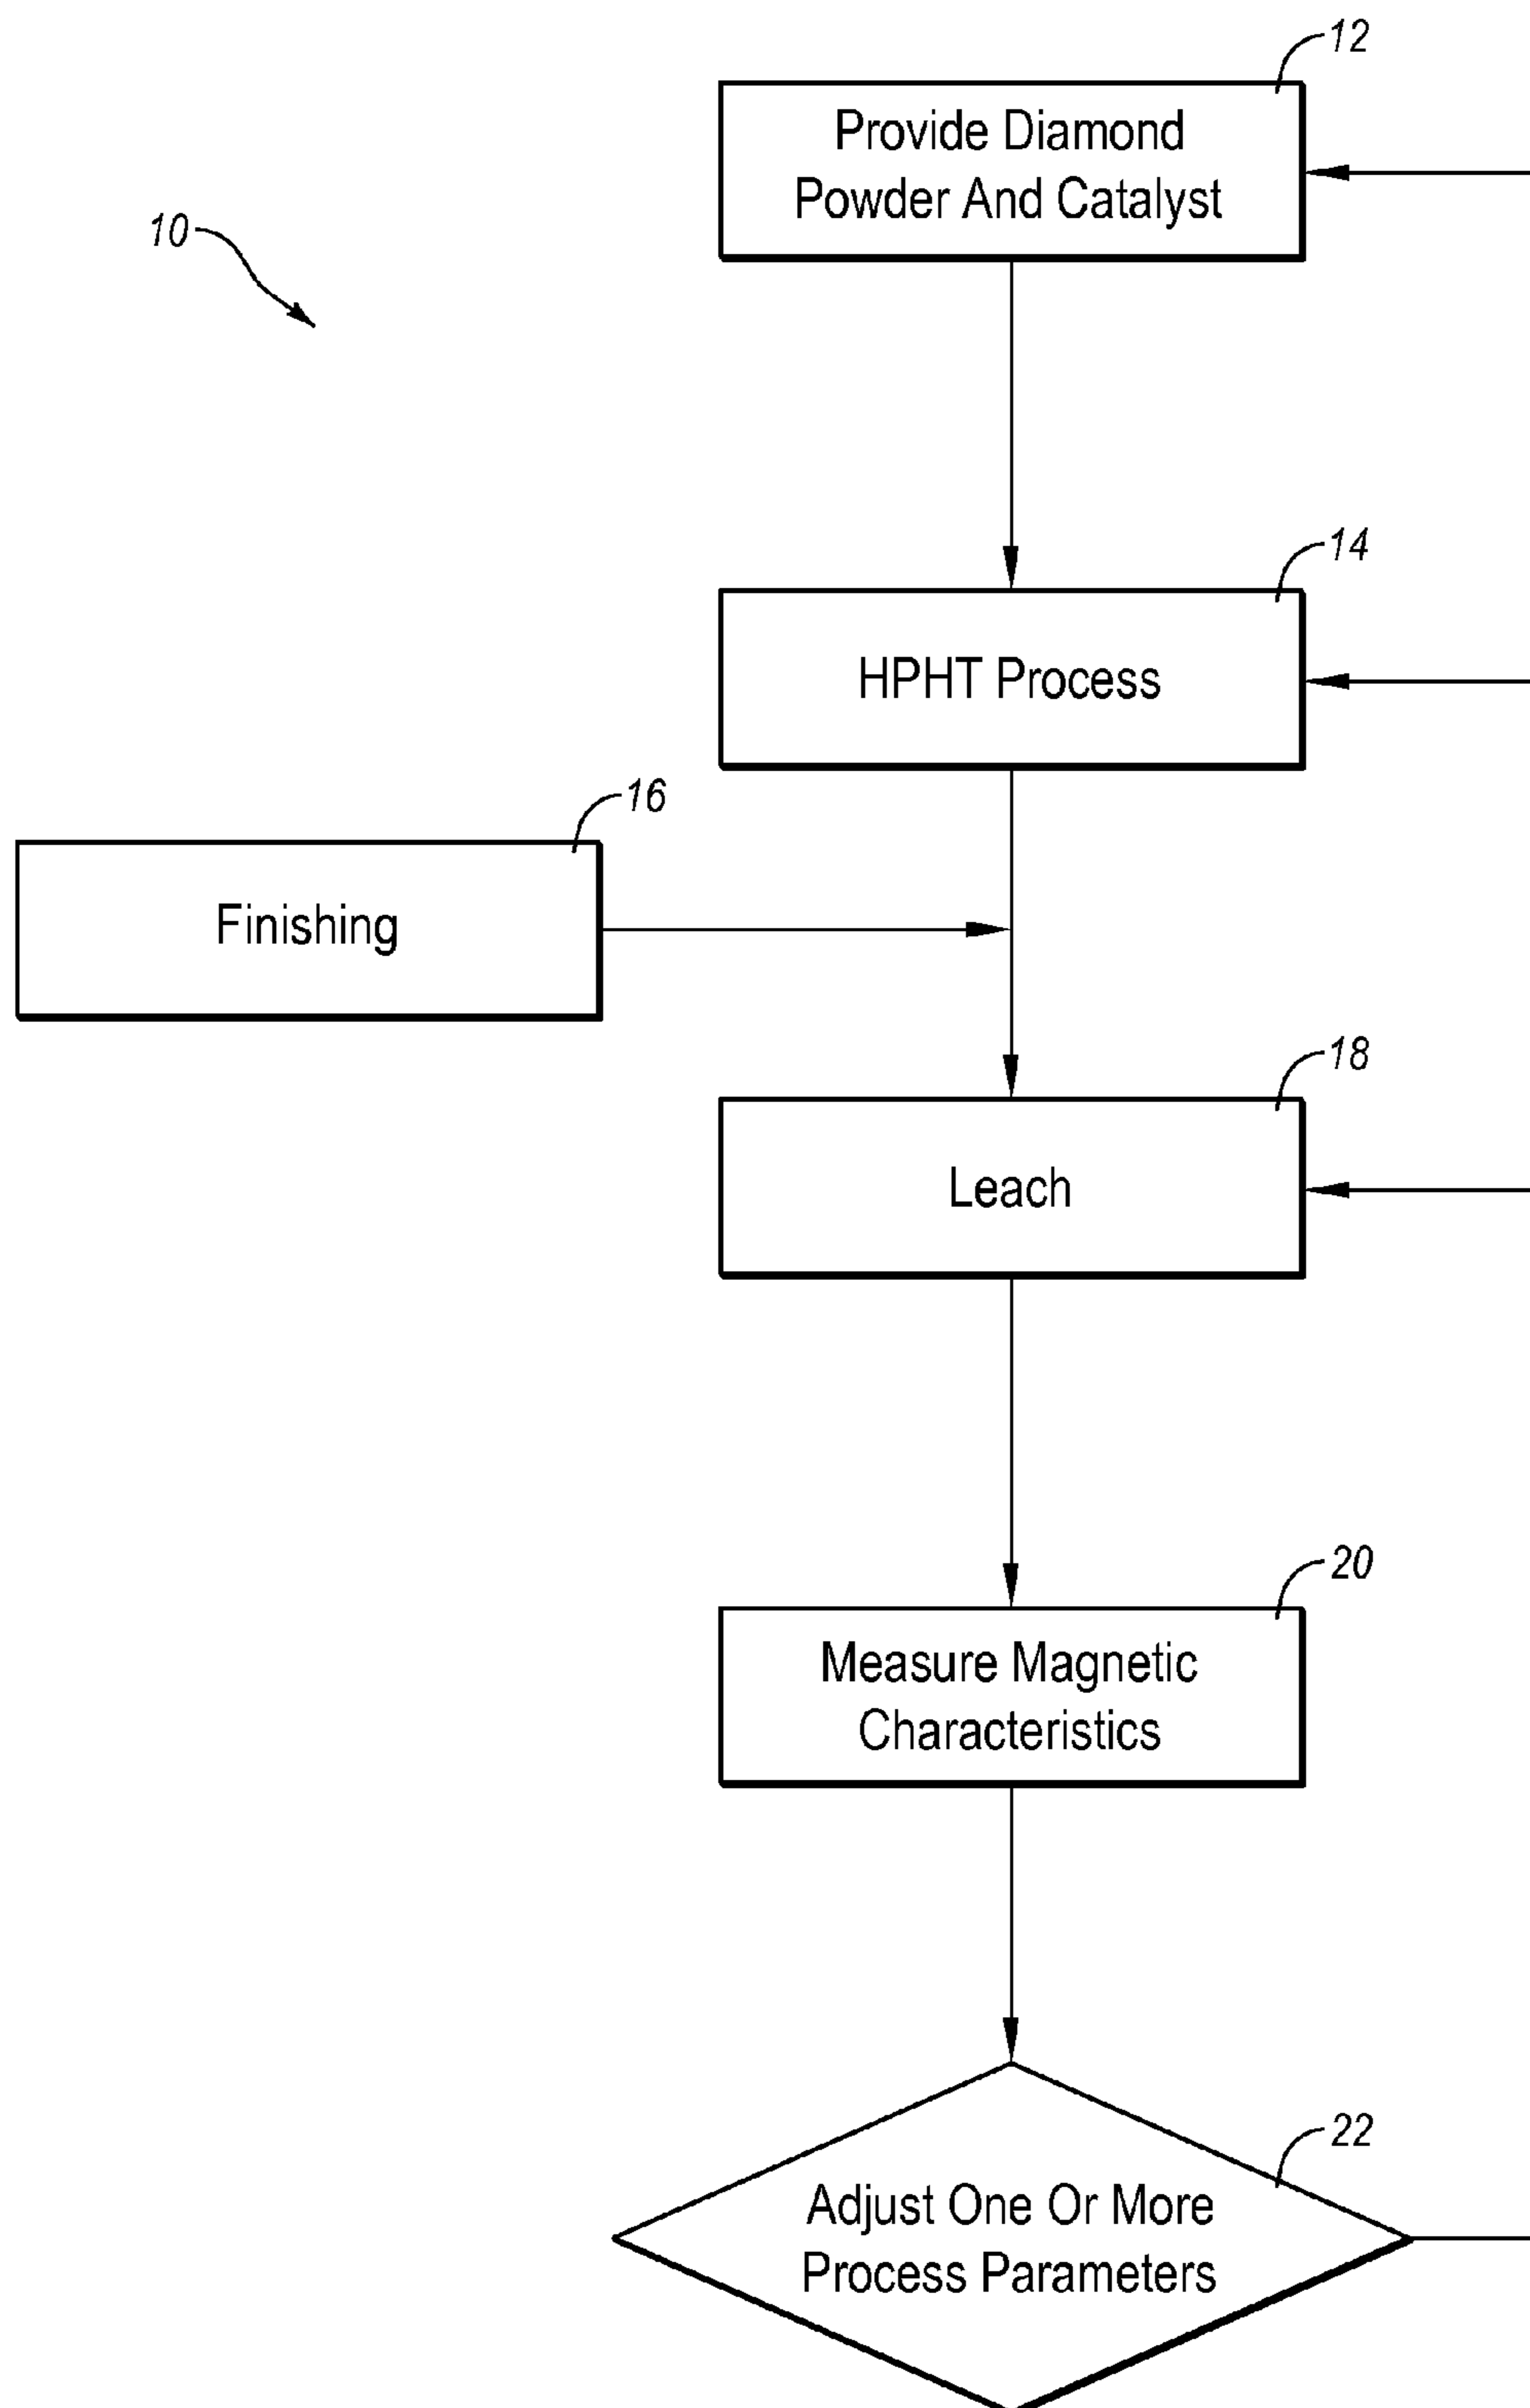 12
Provide Diamond
Powder And Catalyst
10
14
HPHT Process
16
Finishing
18
Leach
20
Measure Magnetic
Characteristics
22
Adjust One Or More
Process Parameters